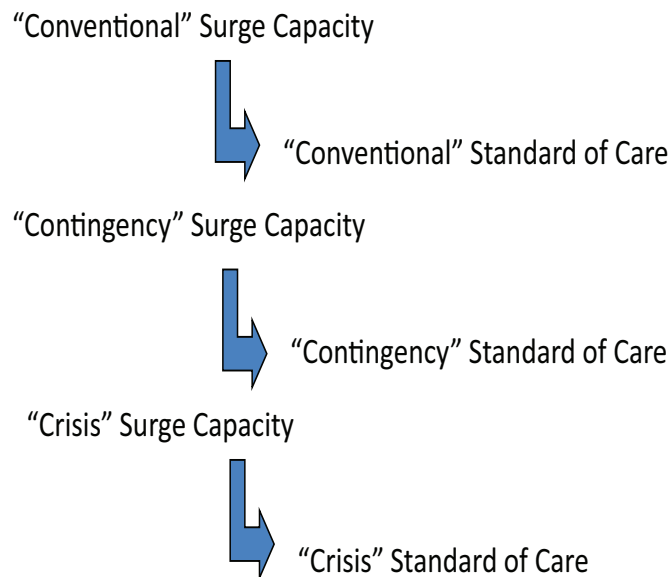 “Conventional” Surge Capacity
“Conventional” Standard of Care
“Contingency” Surge Capacity
“Contingency” Standard of Care
“Crisis” Surge Capacity
“Crisis” Standard of Care